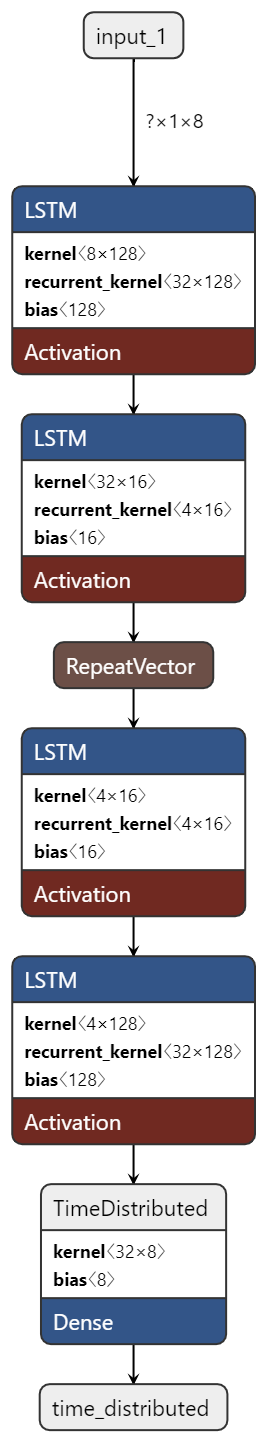 input_1
?×1×8
LSTM
kernel〈8×128〉
recurrent_kernel〈32×128〉
bias〈128〉
Activation
LSTM
kernel〈32×16〉
recurrent_kernel〈4×16〉
bias〈16〉
Activation
RepeatVector
LSTM
kernel〈4×16〉
recurrent_kernel〈4×16〉
bias〈16〉
Activation
LSTM
kernel〈4×128〉
recurrent_kernel〈32×128〉
bias〈128〉
Activation
TimeDistributed
kernel〈32×8〉
bias〈8〉
Dense
time_distributed